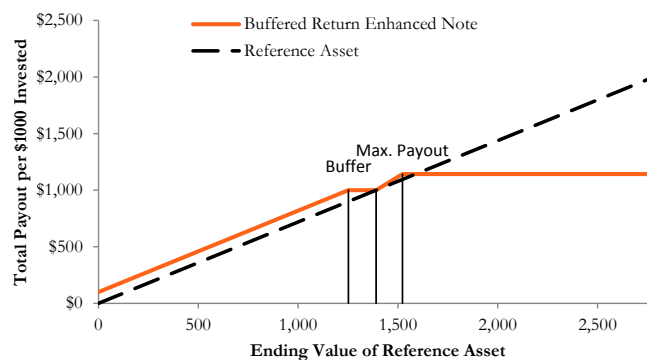 $2,500
Buffered Return Enhanced Note
Reference Asset
$2,000
$1,500
Max. Payout
Buffer
$1,000
$500
$0
0
500
1,000
1,500
2,000
2,500
Total Payout per $1000 Invested
Ending Value of Reference Asset